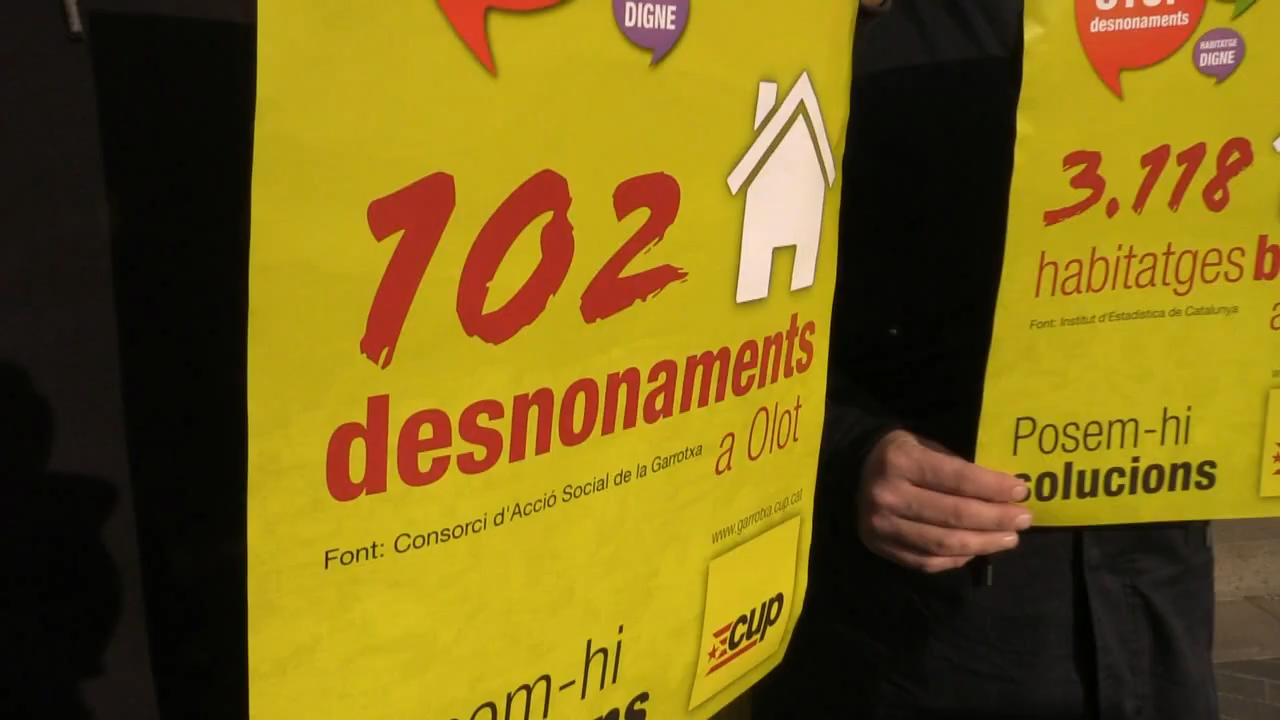 DIGNE
102
desnonaments
a Olot
Font: Consorci d'Acció Social de la Garrotxa
www.garrotxa.cup.cat
cup
desnonaments
HABITATGE
DIGNE
3.118
habitatges
Font: Institut d'Estadística de Catalunya
Posem-hi
solucions